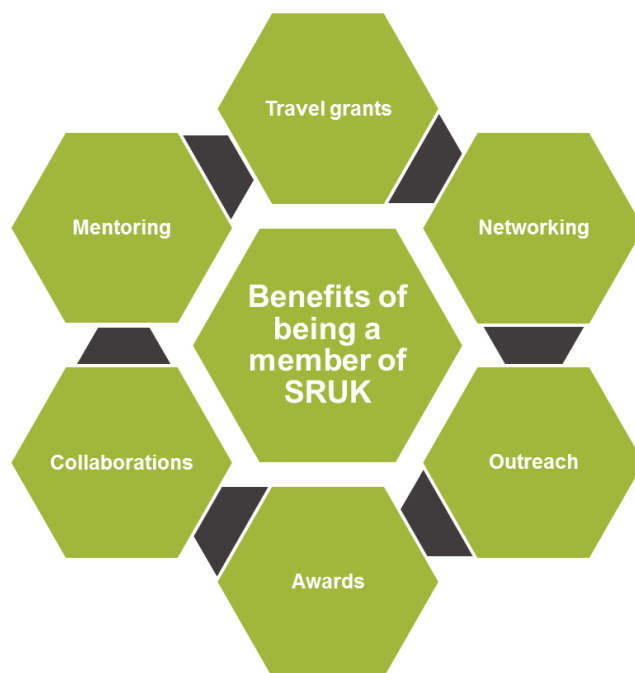 Travel grants
Mentoring
Networking
Benefits of
being a
member of
SRUK
Collaborations
Outreach
Awards